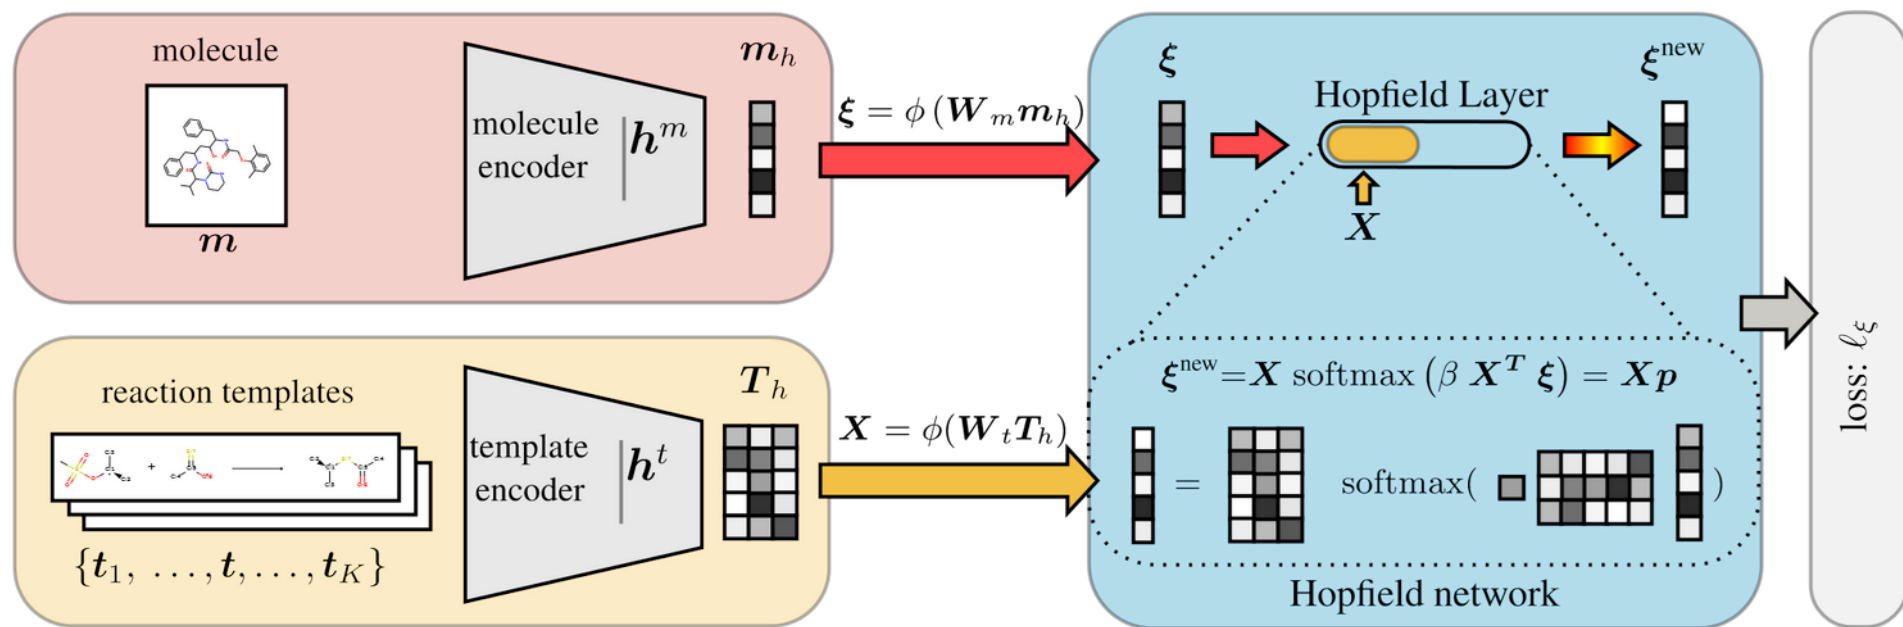 molecule
m
molecule
encoder
h^m
m_h
ξ = ϕ (W_m m_h)
reaction templates
{t_1, …, t, …, t_K}
template
encoder
h^t
T_h
X = ϕ(W_t T_h)
ξ
Hopfield Layer
ξ^new
X
ξ^new=X softmax (β X^T ξ) = Xp
= softmax( )
Hopfield network
loss: ℓ_ξ